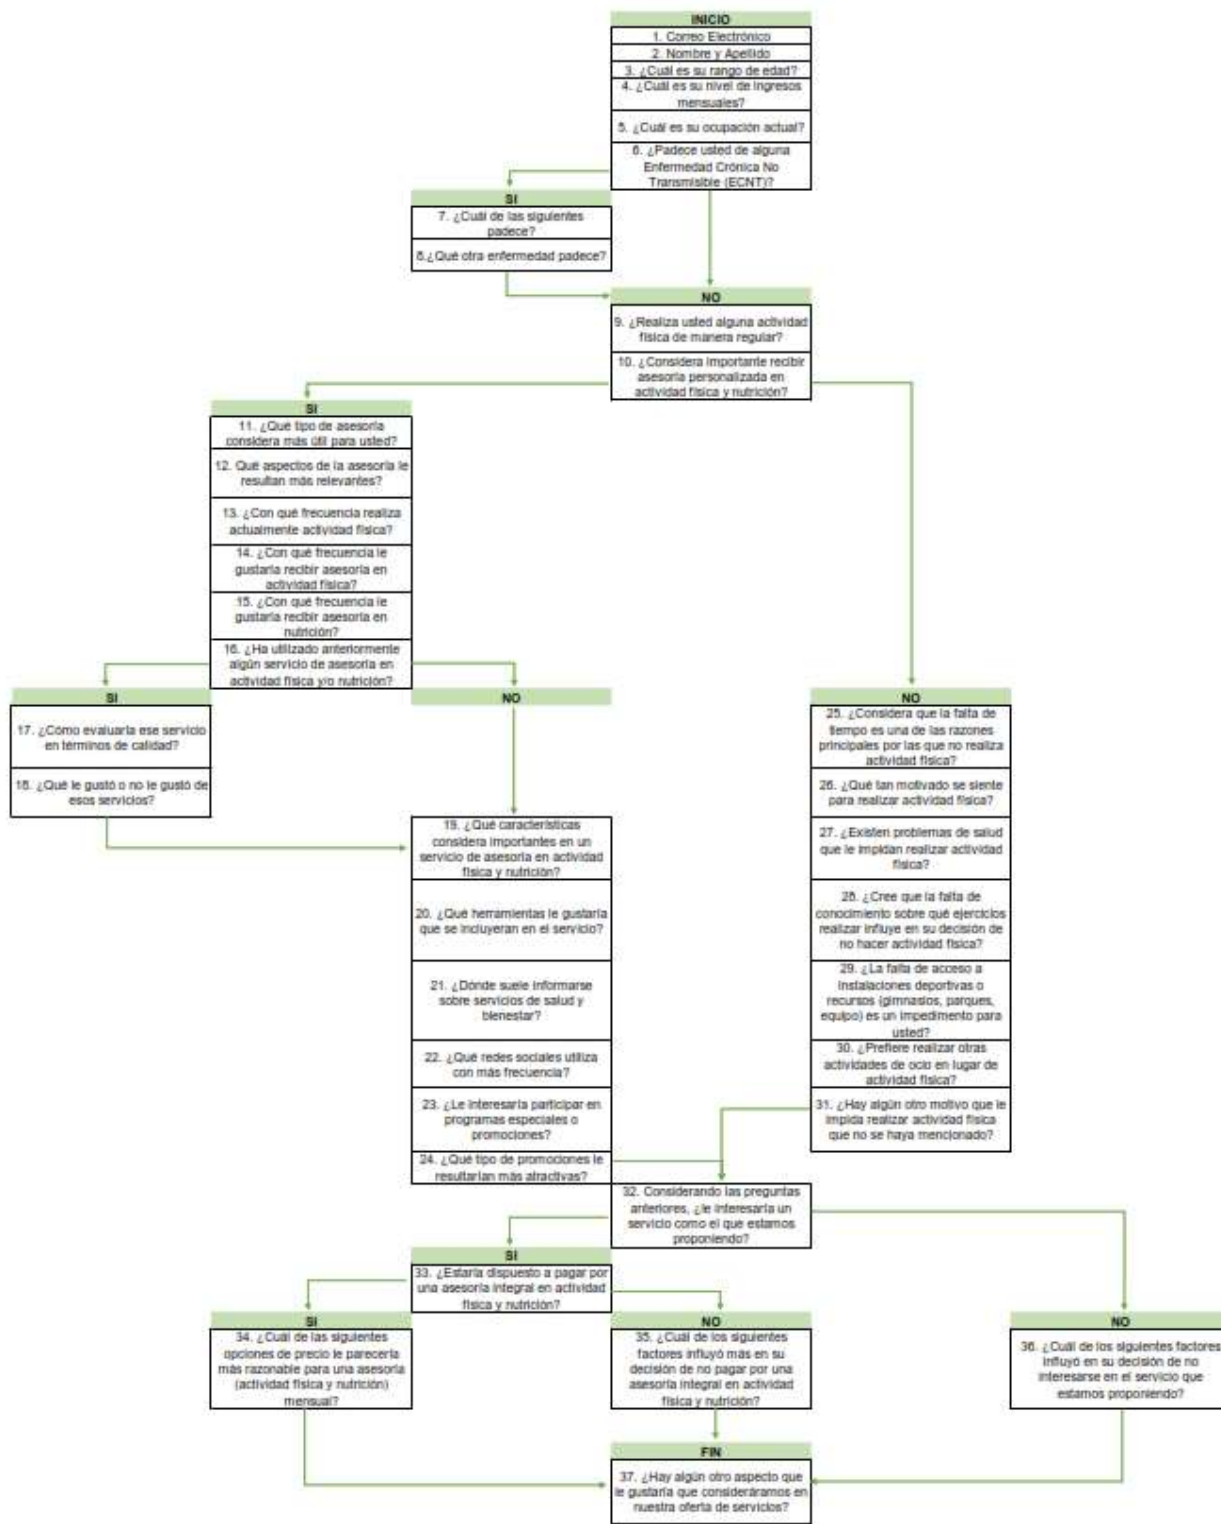 INICIO
1. Correo Electrónico
2. Nombre y Apellido
3. ¿Cuál es su rango de edad?
4. ¿Cuál es su nivel de ingresos
mensuales?
5. ¿Cuál es su ocupación actual?
6. ¿Padece usted de alguna
Enfermedad Crónica No
Transmisible (ECNT)?
SI
7. ¿Cuál de las siguientes
padece?
8.¿Qué otra enfermedad padece?
NO
9. ¿Realiza usted alguna actividad
física de manera regular?
10. ¿Considera importante recibir
asesoría personalizada en
actividad física y nutrición?
SI
11. ¿Qué tipo de asesoría
considera más útil para usted?
12. Qué aspectos de la asesoría le
resultan más relevantes?
13. ¿Con qué frecuencia realiza
actualmente actividad física?
14. ¿Con qué frecuencia le
gustaría recibir asesoría en
actividad física?
15. ¿Con qué frecuencia le
gustaría recibir asesoría en
nutrición?
16. ¿Ha utilizado anteriormente
algún servicio de asesoría en
actividad física y/o nutrición?
SI
17. ¿Cómo evaluaría ese servicio
en términos de calidad?
18. ¿Qué le gustó o no le gustó de
esos servicios?
NO
19. ¿Qué características
considera importantes en un
servicio de asesoría en actividad
física y nutrición?
20. ¿Qué herramientas le gustaría
que se incluyeran en el servicio?
21. ¿Dónde suele informarse
sobre servicios de salud y
bienestar?
22. ¿Qué redes sociales utiliza
con más frecuencia?
23. ¿Le interesaría participar en
programas especiales o
promociones?
24. ¿Qué tipo de promociones le
resultarían más atractivas?
NO
25. ¿Considera que la falta de
tiempo es una de las razones
principales por las que no realiza
actividad física?
26. ¿Qué tan motivado se siente
para realizar actividad física?
27. ¿Existen problemas de salud
que le impidan realizar actividad
física?
28. ¿Cree que la falta de
conocimiento sobre qué ejercicios
realizar influye en su decisión de
no hacer actividad física?
29. ¿La falta de acceso a
instalaciones deportivas o
recursos (gimnasios, parques,
equipo) es un impedimento para
usted?
30. ¿Prefiere realizar otras
actividades de ocio en lugar de
actividad física?
31. ¿Hay algún otro motivo que le
impida realizar actividad física
que no se haya mencionado?
32. Considerando las preguntas
anteriores, ¿le interesaría un
servicio como el que estamos
proponiendo?
SI
33. ¿Estaría dispuesto a pagar por
una asesoría integral en actividad
física y nutrición?
SI
34. ¿Cuál de las siguientes
opciones de precio le parecería
más razonable para una asesoría
(actividad física y nutrición)
mensual?
NO
35. ¿Cuál de los siguientes
factores influyó más en su
decisión de no pagar por una
asesoría integral en actividad
física y nutrición?
NO
36. ¿Cuál de los siguientes factores
influyó en su decisión de no
interesarse en el servicio que
estamos proponiendo?
FIN
37. ¿Hay algún otro aspecto que
le gustaría que consideráramos en
nuestra oferta de servicios?